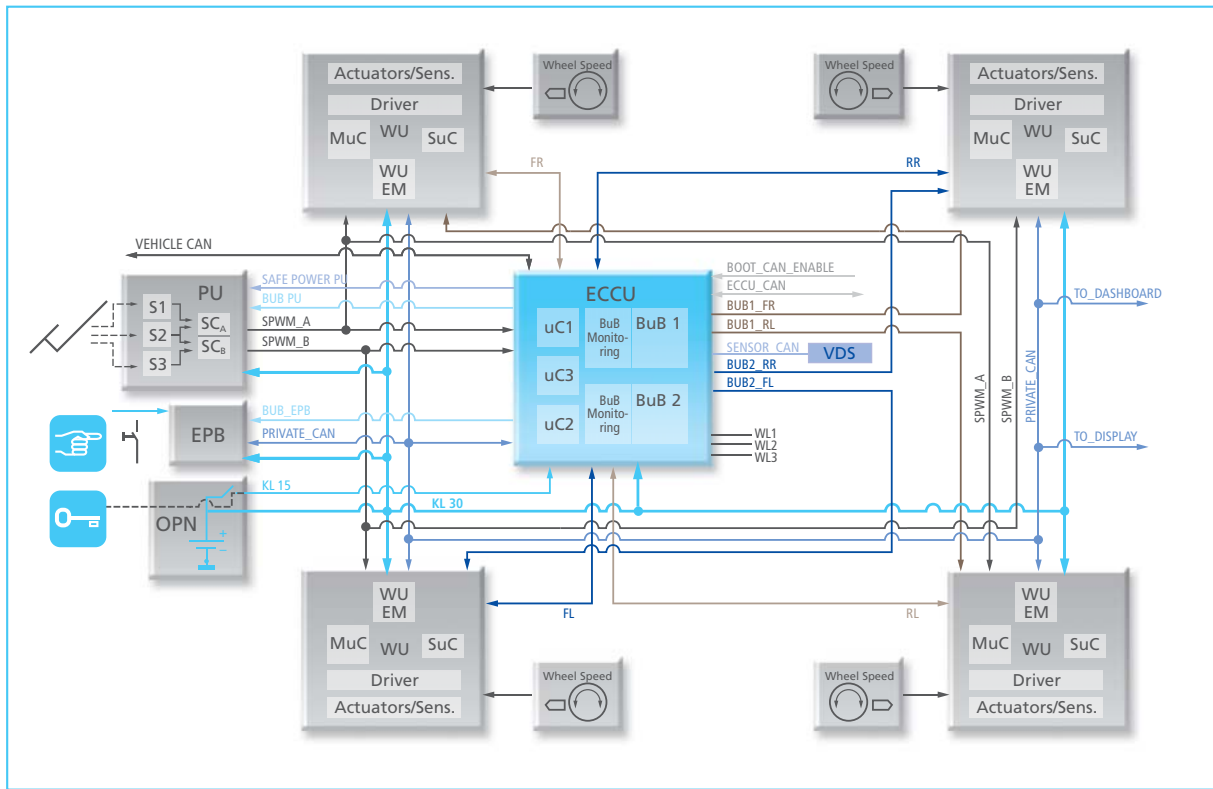 Actuators/Sens.
Driver
MuC
WU
SuC
WU
EM
Wheel Speed
Wheel Speed
Actuators/Sens.
Driver
MuC
WU
SuC
WU
EM
FR
RR
VEHICLE CAN
PU
S1
S2
S3
SCA
SCB
SAFE POWER PU
BUB PU
SPWM_A
SPWM_B
ECCU
uC1
uC3
uC2
BuB
Monito-
ring
BuB 1
BuB
Monito-
ring
BuB 2
BOOT_CAN_ENABLE
ECCU_CAN
BUB1_FR
BUB1_RL
SENSOR_CAN
VDS
BUB2_RR
BUB2_FL
WL1
WL2
WL3
SPWM_A
SPWM_B
PRIVATE_CAN
TO_DASHBOARD
TO_DISPLAY
EPB
BUB_EPB
PRIVATE_CAN
OPN
+
−
KL 15
KL 30
WU
EM
MuC
WU
SuC
Driver
Actuators/Sens.
FL
RL
Wheel Speed
Wheel Speed
WU
EM
MuC
WU
SuC
Driver
Actuators/Sens.